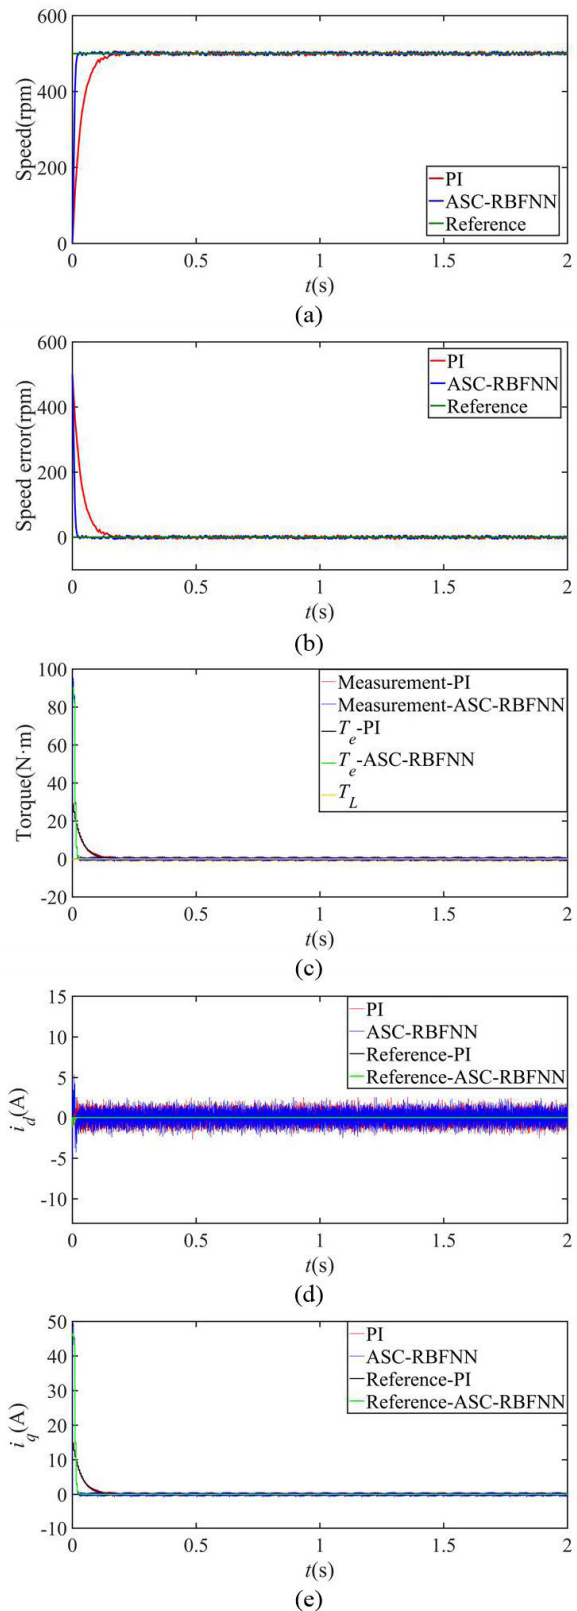 600
400
200
0
Speed(rpm)
PI
ASC-RBFNN
Reference
0 0.5 1 1.5 2
t(s)
(a)
600
400
200
0
Speed error(rpm)
PI
ASC-RBFNN
Reference
0 0.5 1 1.5 2
t(s)
(b)
100
80
60
40
20
0
-20
Torque(N·m)
Measurement-PI
Measurement-ASC-RBFNN
T_e-PI
T_e-ASC-RBFNN
T_L
0 0.5 1 1.5 2
t(s)
(c)
15
10
5
0
-5
-10
i_d(A)
PI
ASC-RBFNN
Reference-PI
Reference-ASC-RBFNN
0 0.5 1 1.5 2
t(s)
(d)
50
40
30
20
10
0
-10
i_q(A)
PI
ASC-RBFNN
Reference-PI
Reference-ASC-RBFNN
0 0.5 1 1.5 2
t(s)
(e)